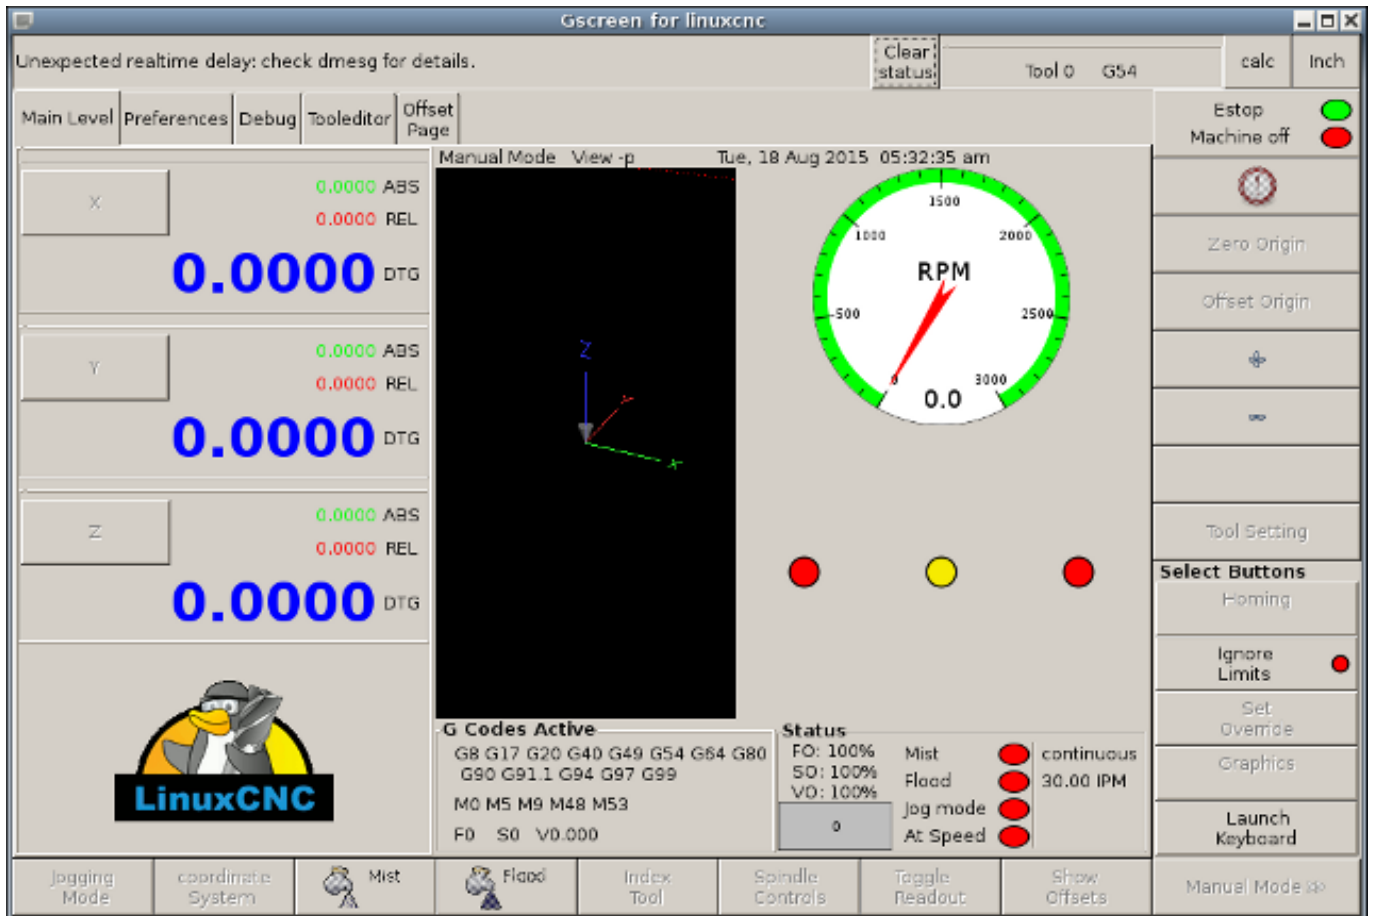 Gscreen for linuxcnc
Unexpected realtime delay: check dmesg for details.
Clear
status
Tool 0 G54
calc
Inch
Main Level
Preferences
Debug
Tooleditor
Offset
Page
Estop
Machine off
Manual Mode View -p Tue, 18 Aug 2015 05:32:35 am
X
0.0000 ABS
0.0000 REL
0.0000 DTG
Y
0.0000 ABS
0.0000 REL
0.0000 DTG
Z
0.0000 ABS
0.0000 REL
0.0000 DTG
LinuxCNC
Z
Y
X
1500
1000
2000
RPM
500
2500
0
3000
0.0
Zero Origin
Offset Origin
Tool Setting
Select Buttons
Homing
Ignore
Limits
Set
Override
Graphics
Launch
Keyboard
G Codes Active
G8 G17 G20 G40 G49 G54 G64 G80
G90 G91.1 G94 G97 G99
M0 M5 M9 M48 M53
F0 S0 V0.000
Status
FO: 100%
SO: 100%
VO: 100%
0
Mist
Flood
Jog mode
At Speed
continuous
30.00 IPM
Jogging
Mode
coordinate
System
Mist
Flood
Index
Tool
Spindle
Controls
Toggle
Readout
Show
Offsets
Manual Mode >>